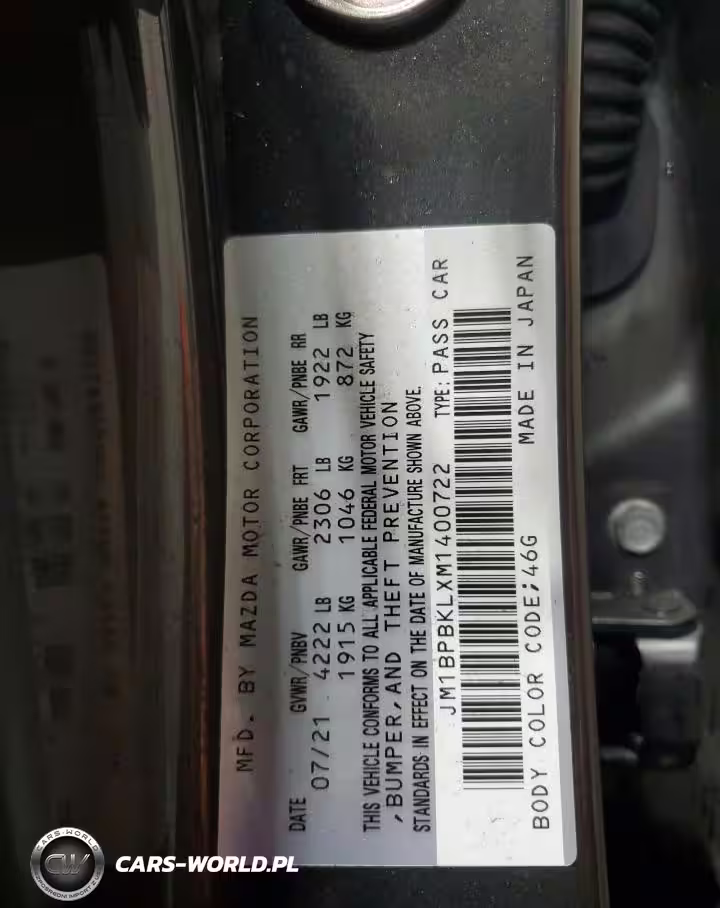 MFD. BY MAZDA MOTOR CORPORATION
DATE GVWR/PNBV GAWR/PNBE FRT GAWR/PNBE RR
07/21 4222 LB 2306 LB 1922 LB
1915 KG 1046 KG 872 KG
THIS VEHICLE CONFORMS TO ALL APPLICABLE FEDERAL MOTOR VEHICLE SAFETY
,BUMPER,AND THEFT PREVENTION
STANDARDS IN EFFECT ON THE DATE OF MANUFACTURE SHOWN ABOVE.
JM1BPBKLXM1400722 TYPE: PASS CAR
BODY COLOR CODE;46G MADE IN JAPAN
CARS-WORLD
CW
CARS-WORLD.PL